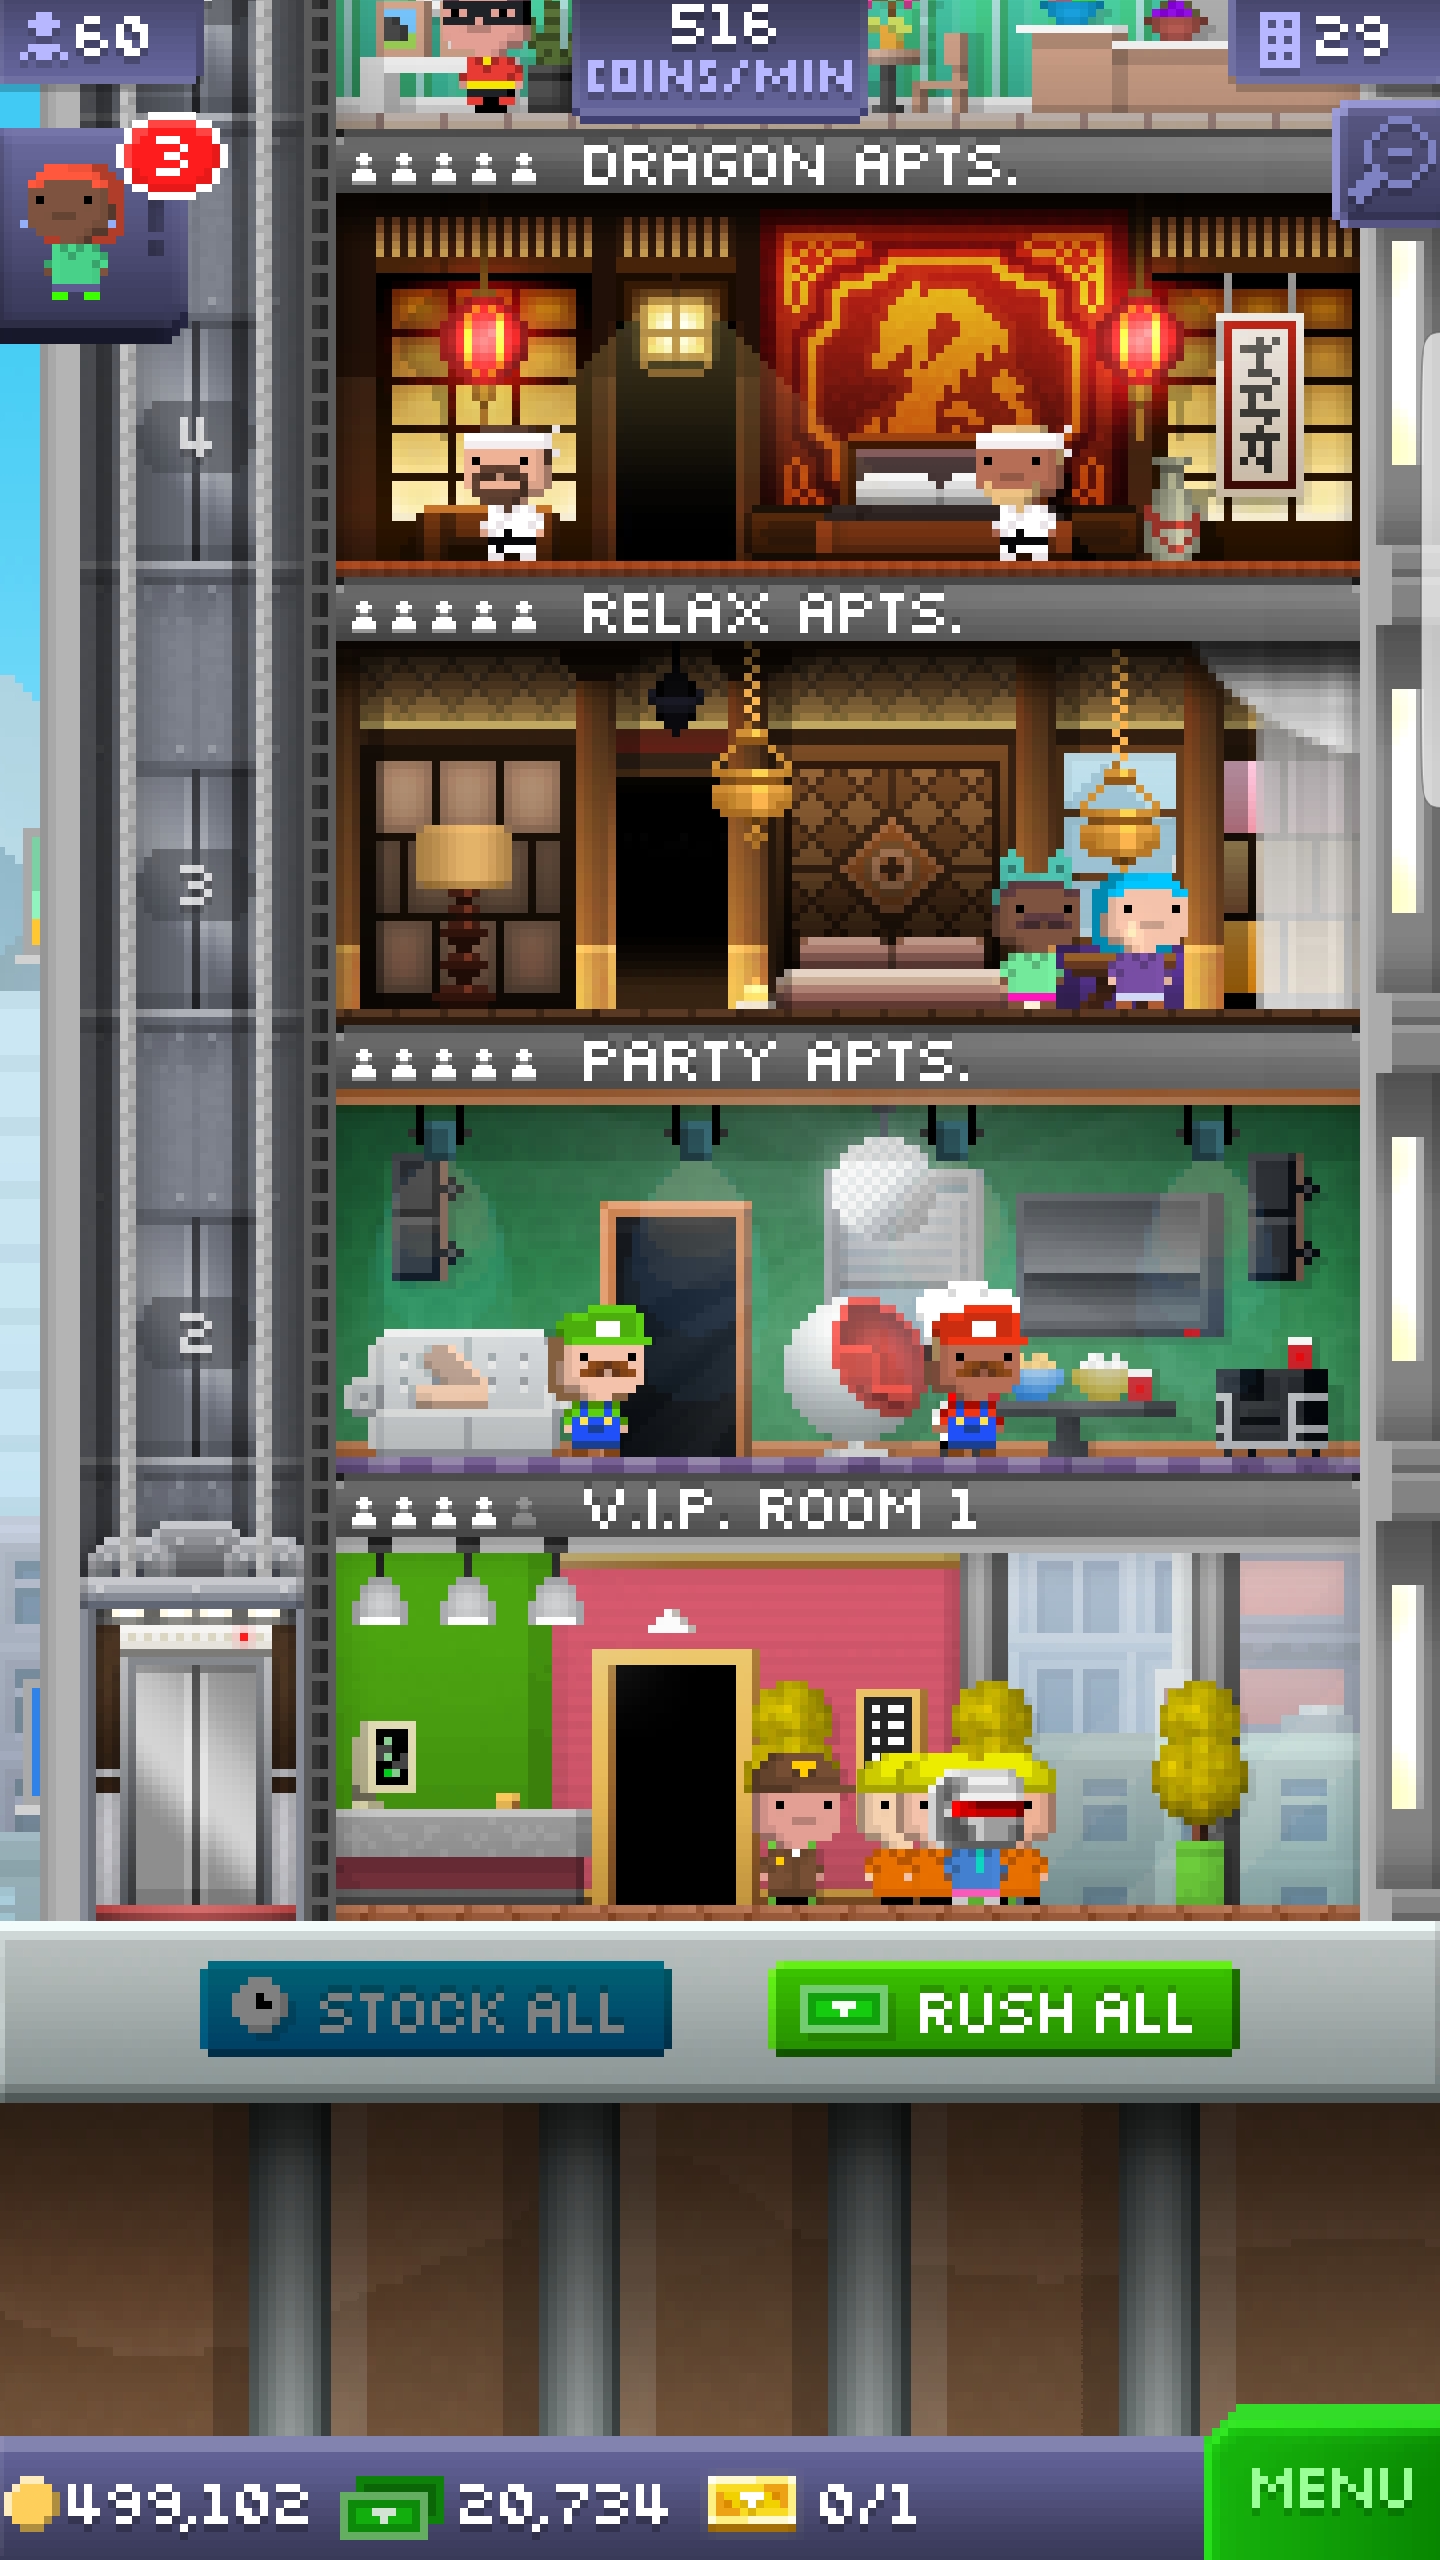 60
516
COINS/MIN
29
3
DRAGON APTS.
4
RELAX APTS.
3
PARTY APTS.
2
V.I.P. ROOM 1
STOCK ALL
RUSH ALL
499,102
20,734
0/1
MENU